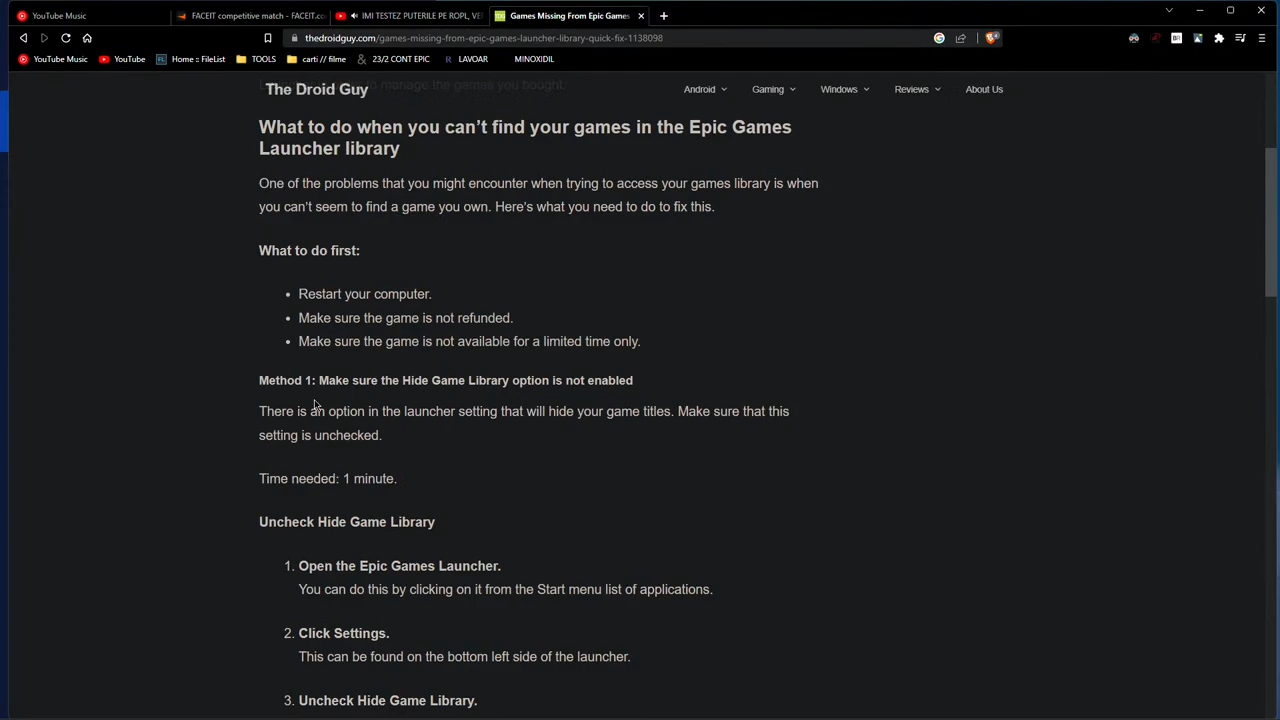 YouTube Music
FACEIT competitive match - FACEIT.co
IMI TESTEZ PUTERILE PE ROPL, VE
Games Missing From Epic Games
thedroidguy.com/games-missing-from-epic-games-launcher-library-quick-fix-1138098
YouTube Music
YouTube
Home :: FileList
TOOLS
carti // filme
23/2 CONT EPIC
LAVOAR
MINOXIDIL
to manage the games you bought.
The Droid Guy
Android
Gaming
Windows
Reviews
About Us
What to do when you can't find your games in the Epic Games
Launcher library
One of the problems that you might encounter when trying to access your games library is when
you can't seem to find a game you own. Here's what you need to do to fix this.
What to do first:
• Restart your computer.
• Make sure the game is not refunded.
• Make sure the game is not available for a limited time only.
Method 1: Make sure the Hide Game Library option is not enabled
There is an option in the launcher setting that will hide your game titles. Make sure that this
setting is unchecked.
Time needed: 1 minute.
Uncheck Hide Game Library
1. Open the Epic Games Launcher.
You can do this by clicking on it from the Start menu list of applications.
2. Click Settings.
This can be found on the bottom left side of the launcher.
3. Uncheck Hide Game Library.